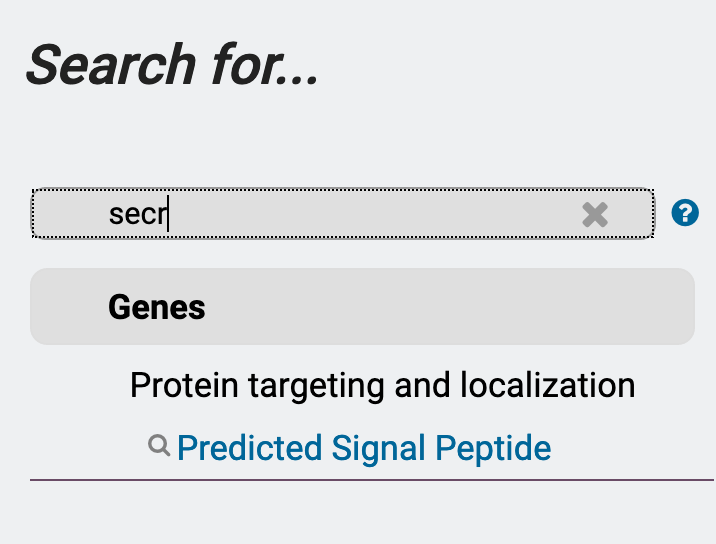 Search for...
secr
?
Genes
Protein targeting and localization
Predicted Signal Peptide